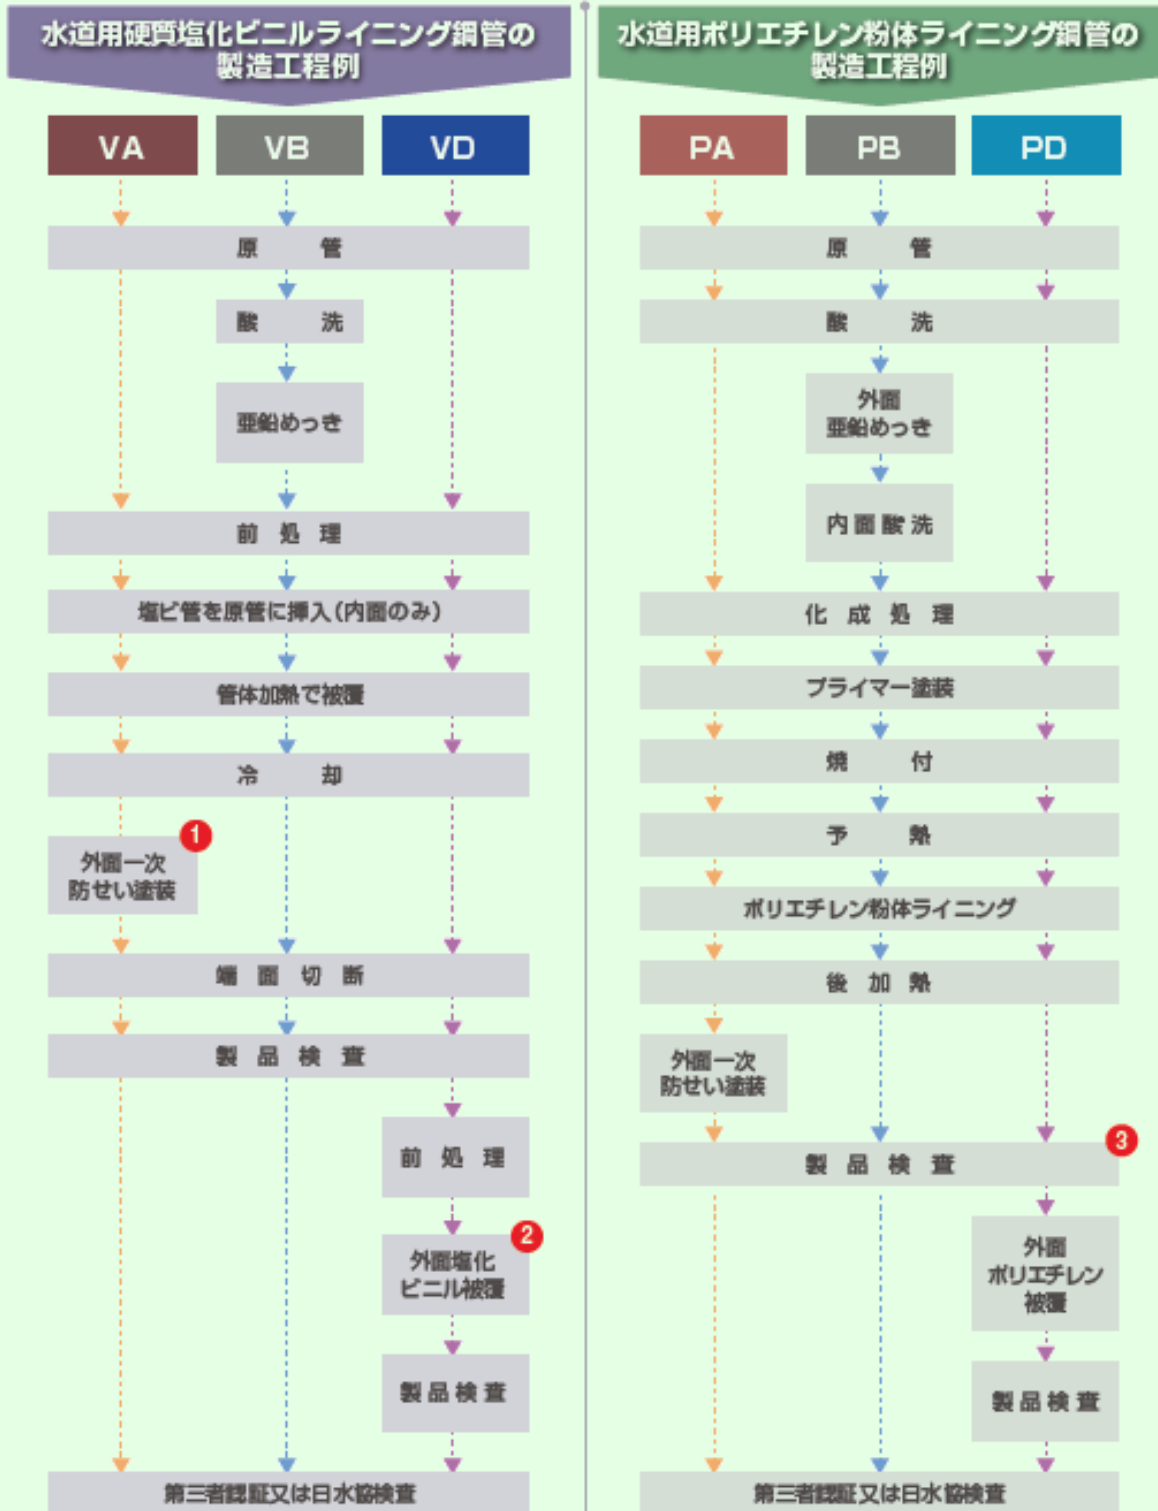 水道用硬質塩化ビニルライニング鋼管の
製造工程例
VA
VB
VD
原管
酸洗
亜鉛めっき
前処理
塩ビ管を原管に挿入(内面のみ)
管体加熱で被覆
冷却
1
外面一次
防せい塗装
端面切断
製品検査
前処理
2
外面塩化
ビニル被覆
製品検査
第三者認証又は日水協検査
水道用ポリエチレン粉体ライニング鋼管の
製造工程例
PA
PB
PD
原管
酸洗
外面
亜鉛めっき
内面酸洗
化成処理
プライマー塗装
焼付
予熱
ポリエチレン粉体ライニング
後加熱
外面一次
防せい塗装
3
製品検査
外面
ポリエチレン
被覆
製品検査
第三者認証又は日水協検査